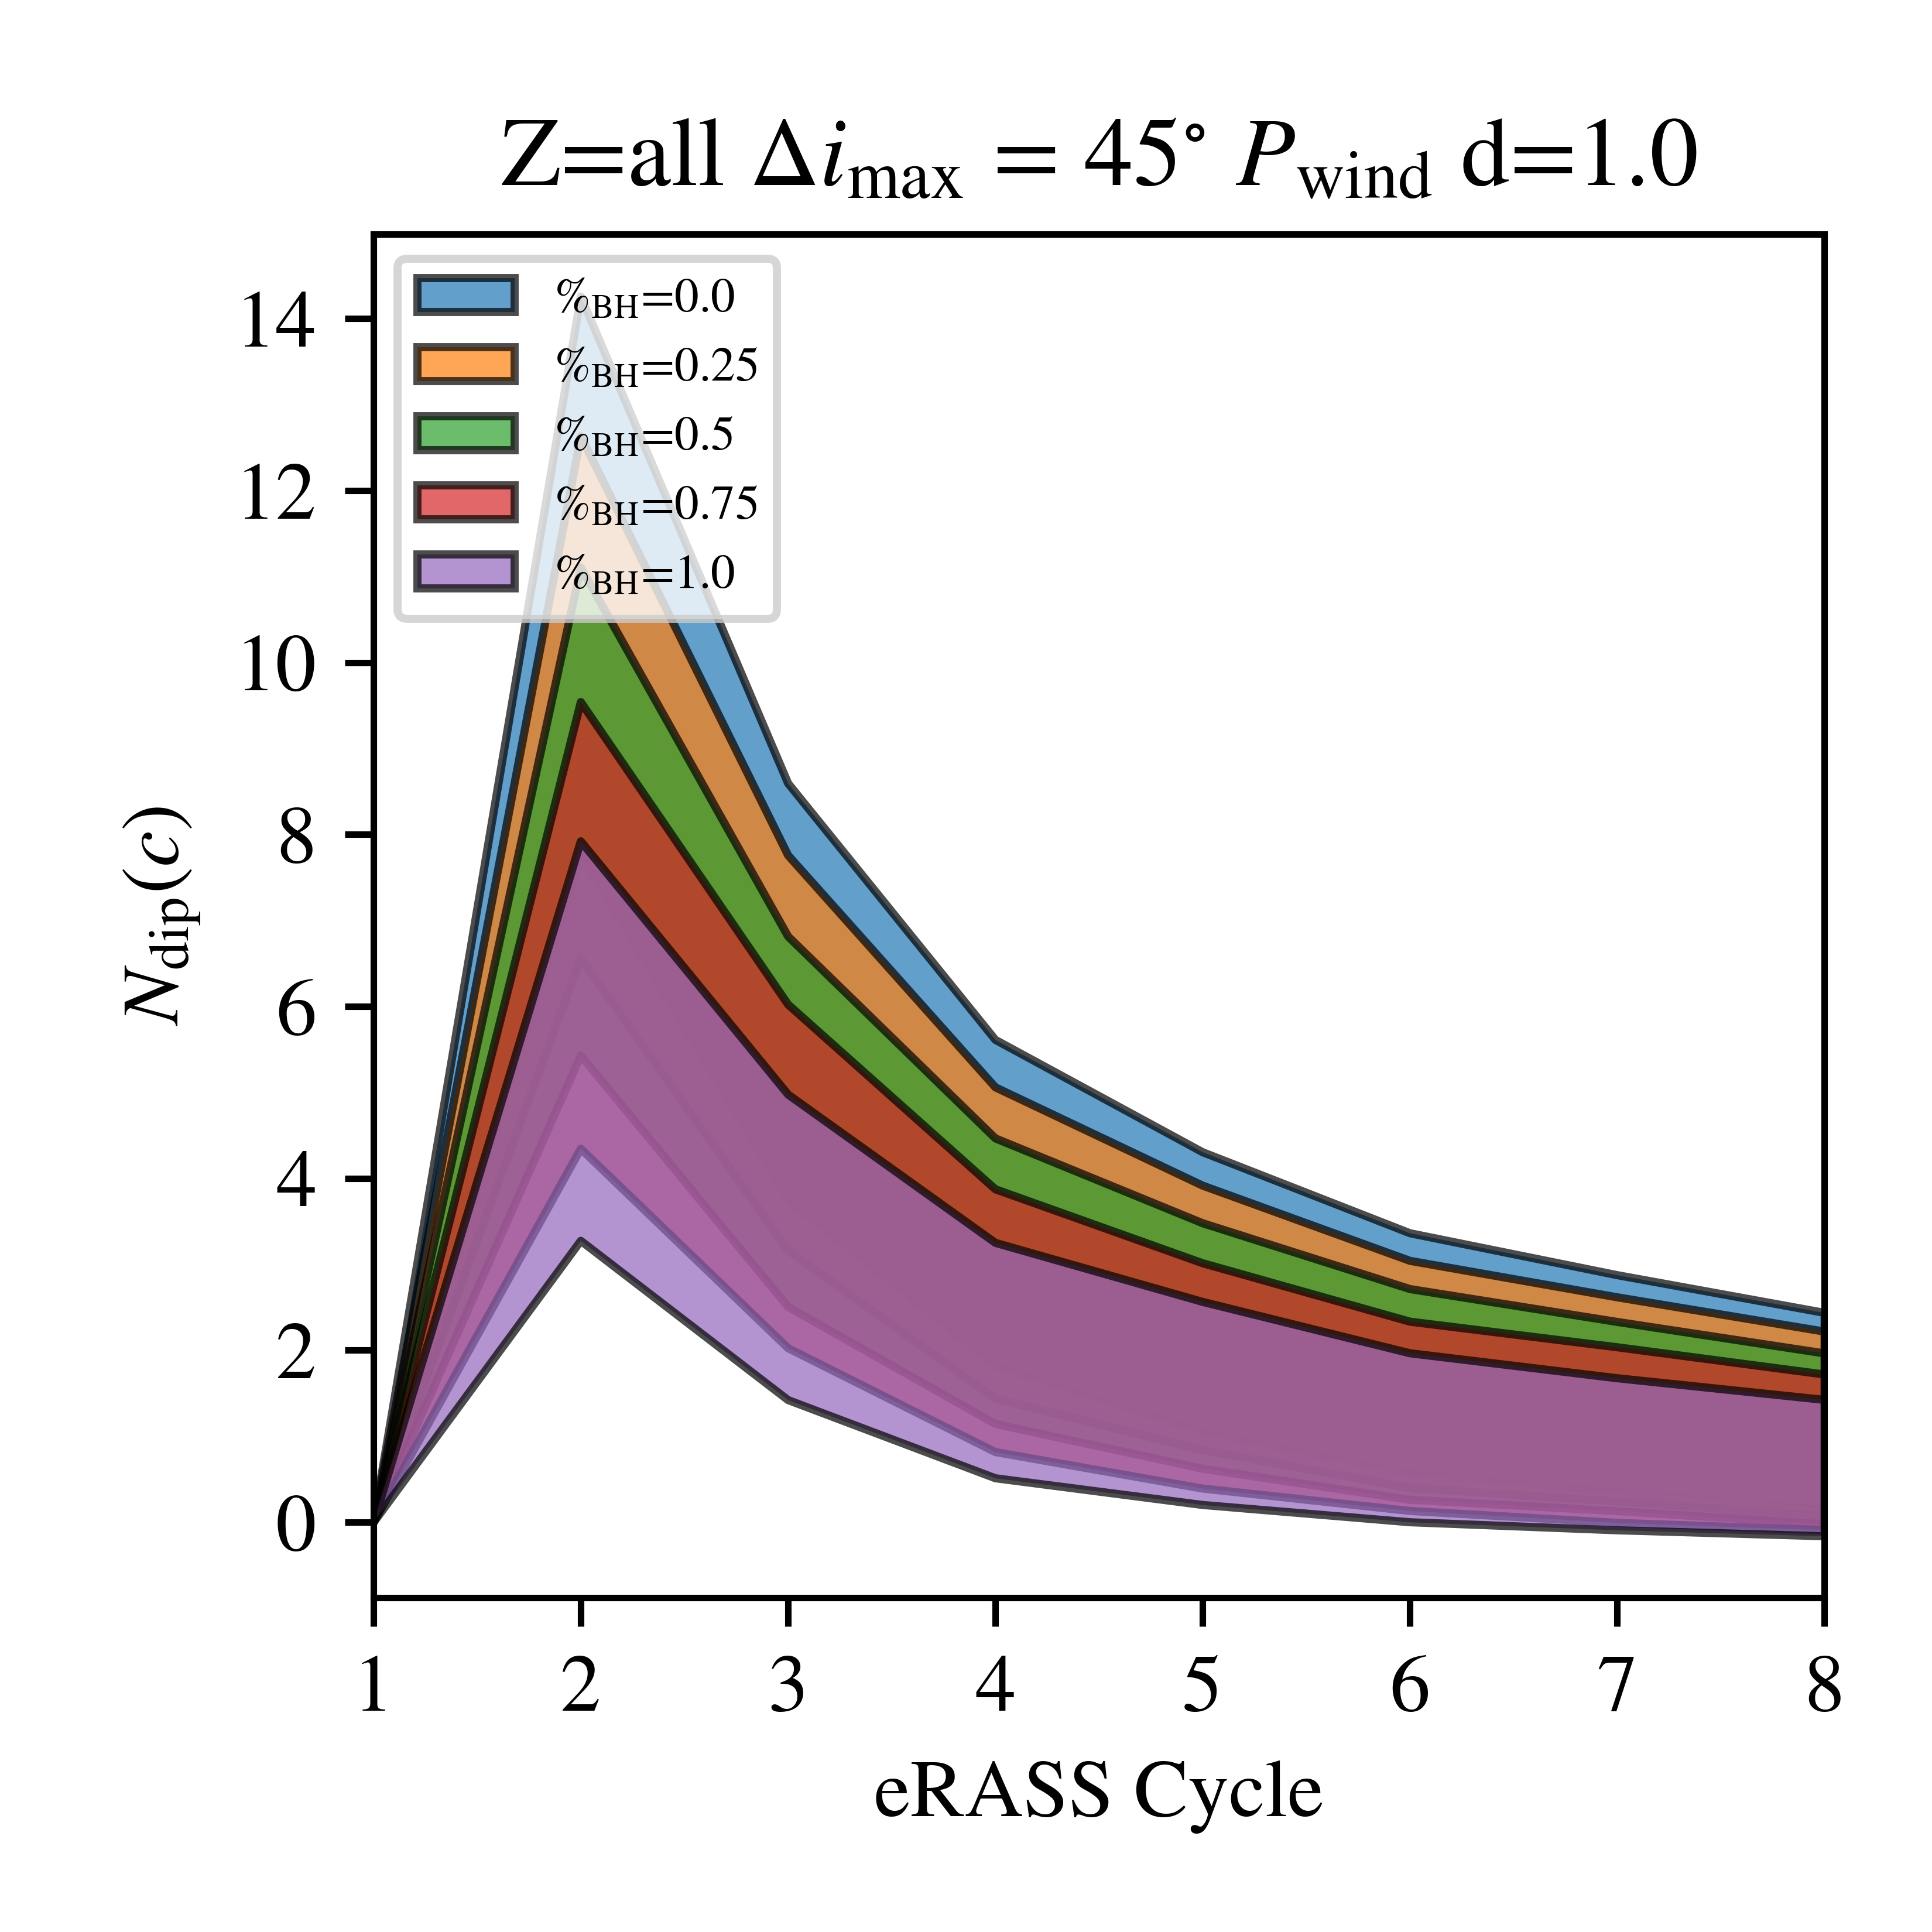 Z=all Δi_max = 45° P_wind d=1.0
%_BH=0.0
%_BH=0.25
%_BH=0.5
%_BH=0.75
%_BH=1.0
14
12
10
8
6
4
2
0
N_dip(c)
1 2 3 4 5 6 7 8
eRASS Cycle